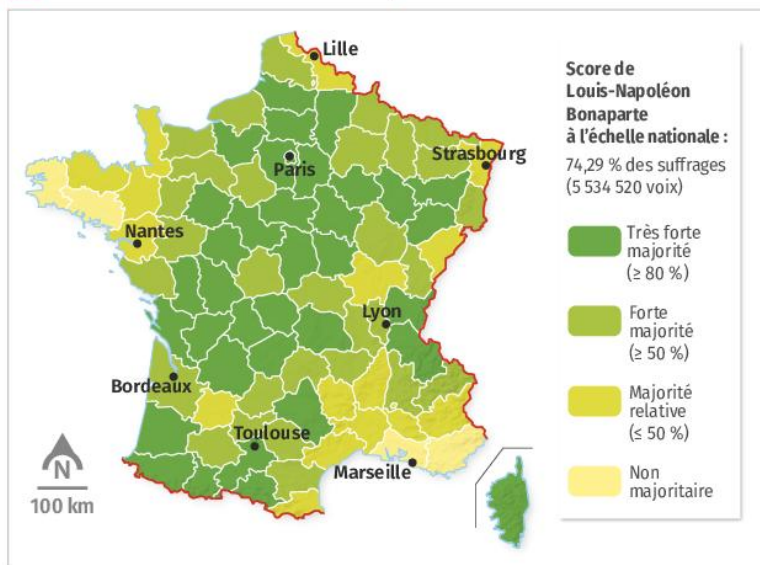 Lille
Paris
Strasbourg
Nantes
Lyon
Bordeaux
Toulouse
Marseille
N
100 km
Score de
Louis-Napoléon
Bonaparte
à l'échelle nationale :
74,29 % des suffrages
(5 534 520 voix)
Très forte
majorité
(≥ 80 %)
Forte
majorité
(≥ 50 %)
Majorité
relative
(≤ 50 %)
Non
majoritaire